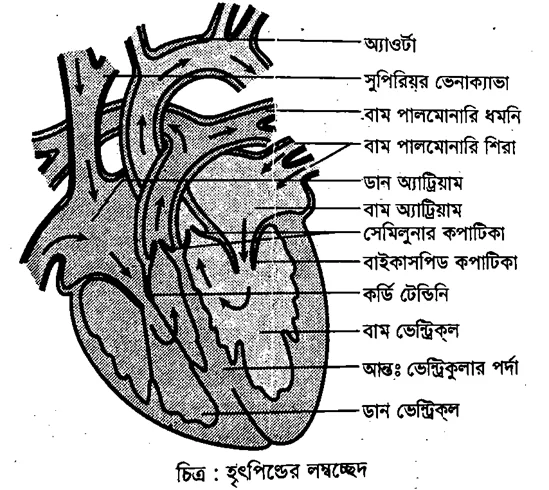 অ্যাওর্টা
সুপিরিয়র ভেনাক্যাভা
বাম পালমোনারি ধমনি
বাম পালমোনারি শিরা
ডান অ্যাট্রিয়াম
বাম অ্যাট্রিয়াম
সেমিলুনার কপাটিকা
বাইকাসপিড কপাটিকা
কর্ডি টেন্ডিনি
বাম ভেন্ট্রিক্‌ল
আন্তঃ ভেন্ট্রিকুলার পর্দা
ডান ভেন্ট্রিক্‌ল
চিত্র : হৃৎপিণ্ডের লম্বচ্ছেদ